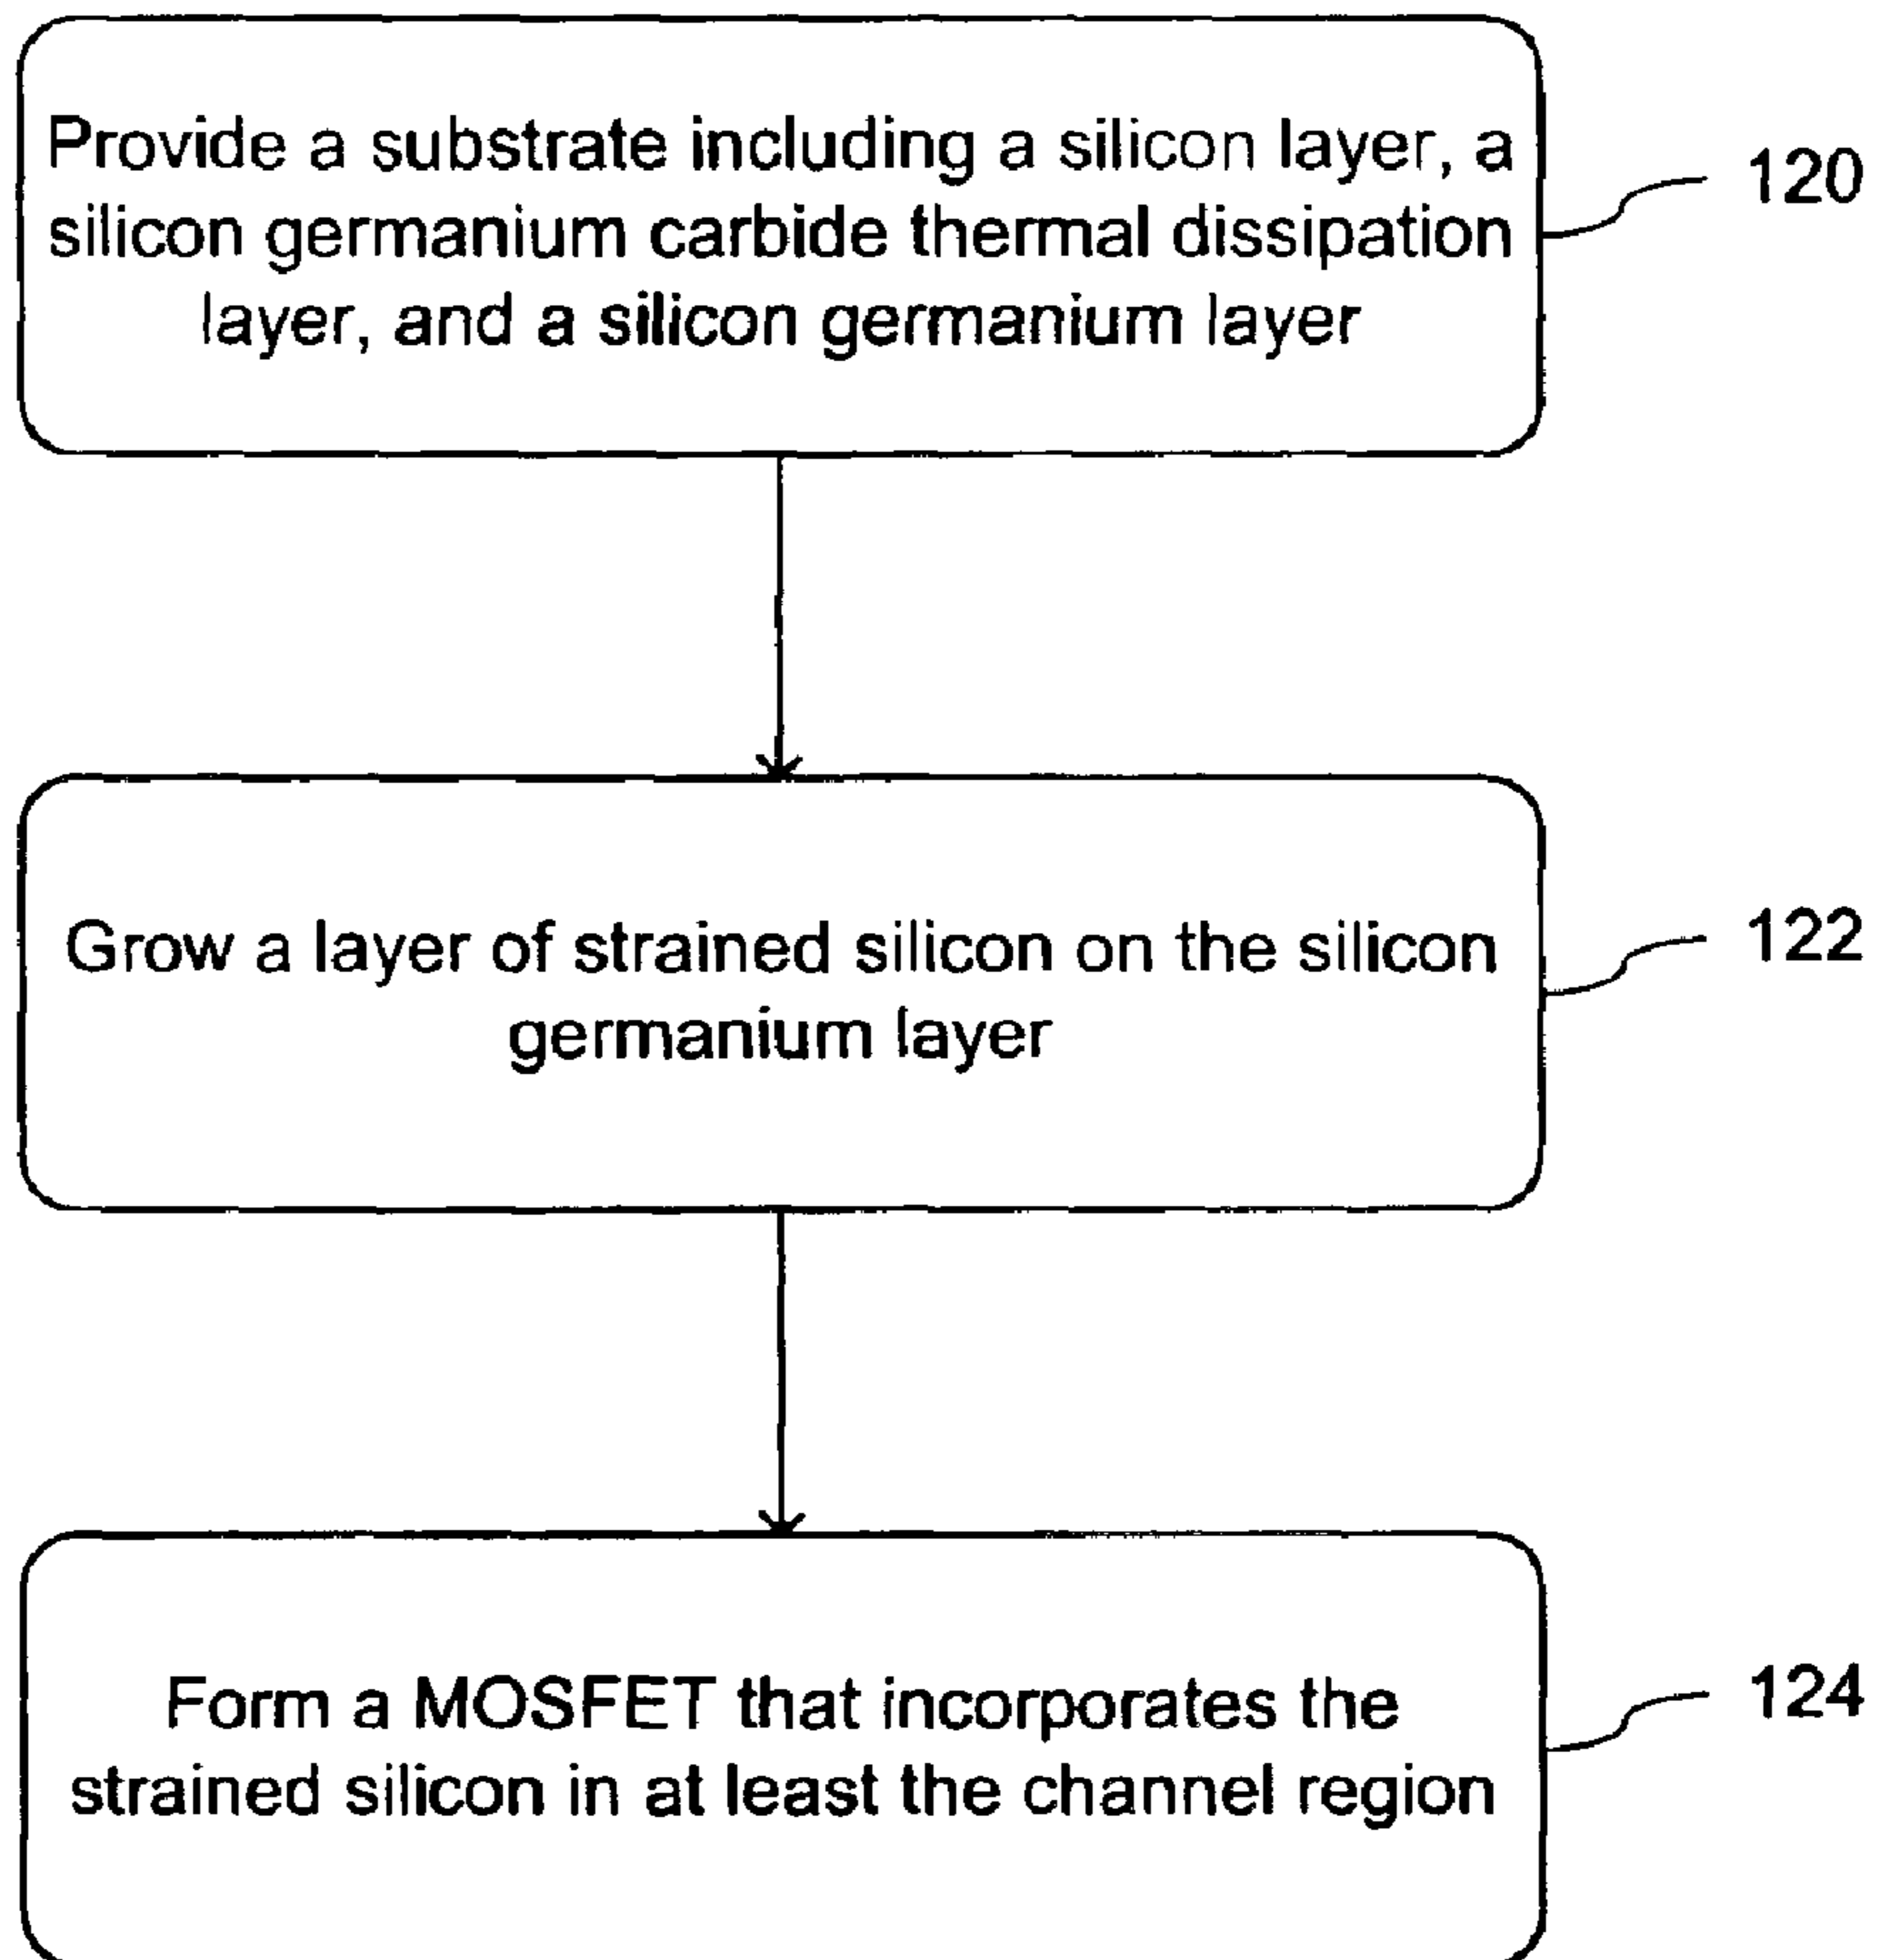 Provide a substrate including a silicon layer, a
silicon germanium carbide thermal dissipation
layer, and a silicon germanium layer
120
Grow a layer of strained silicon on the silicon
germanium layer
122
Form a MOSFET that incorporates the
strained silicon in at least the channel region
124